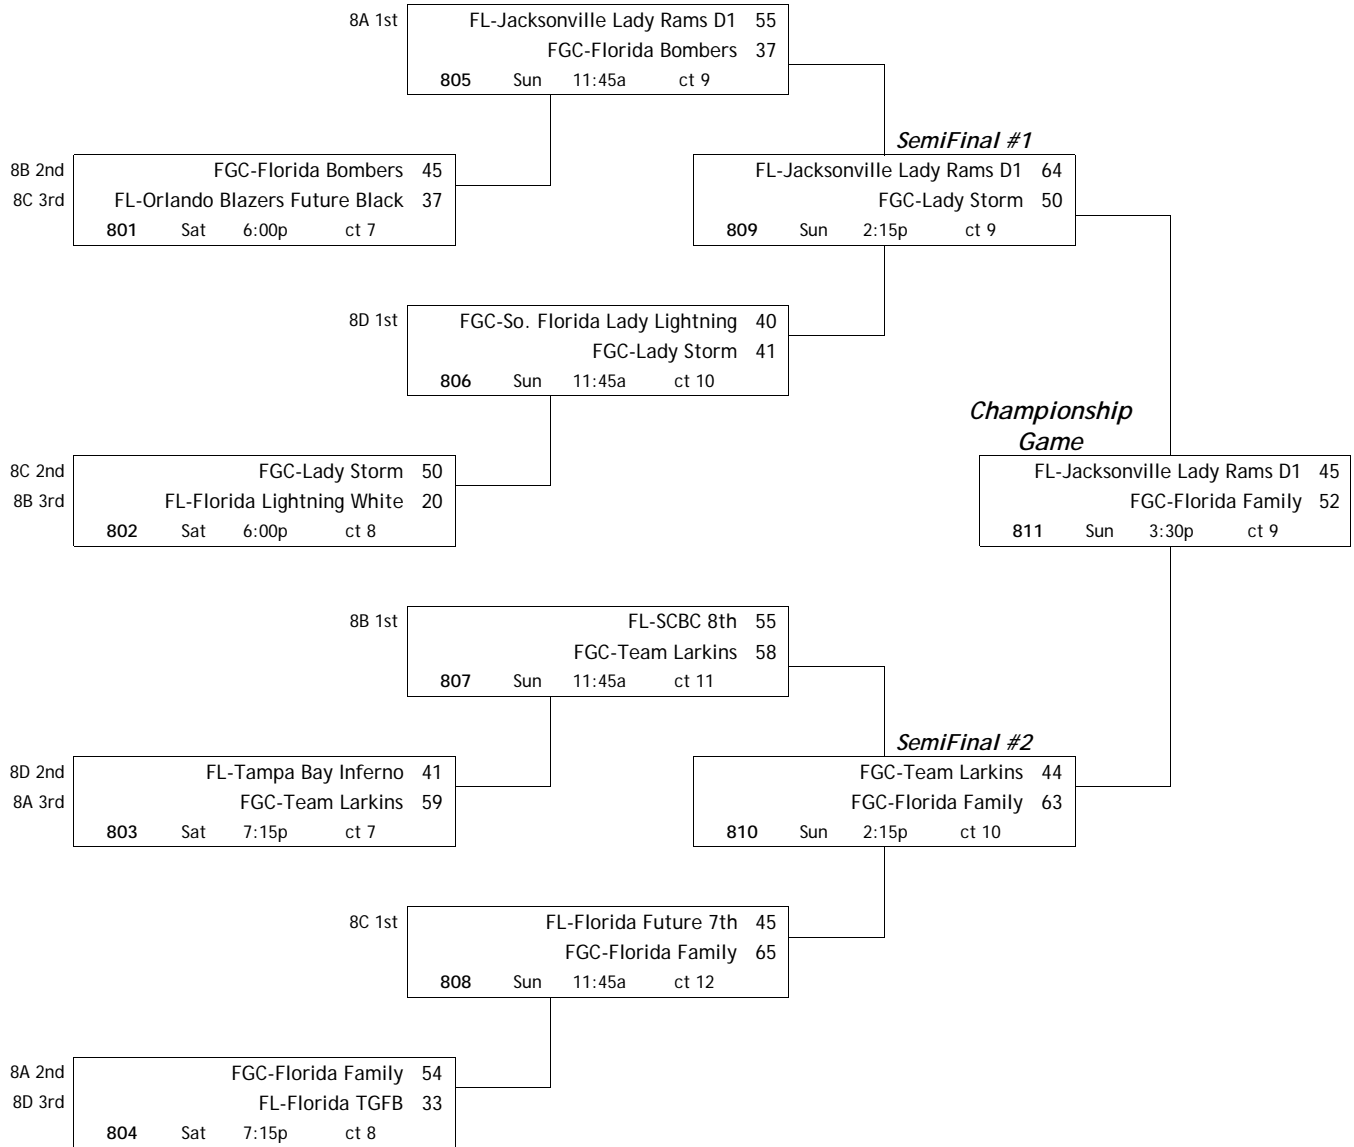 8A 1st FL-Jacksonville Lady Rams D1 55
FGC-Florida Bombers 37
805 Sun 11:45a ct 9
SemiFinal #1
8B 2nd FGC-Florida Bombers 45 FL-Jacksonville Lady Rams D1 64
8C 3rd FL-Orlando Blazers Future Black 37 FGC-Lady Storm 50
801 Sat 6:00p ct 7 809 Sun 2:15p ct 9
8D 1st FGC-So. Florida Lady Lightning 40
FGC-Lady Storm 41
806 Sun 11:45a ct 10
Championship
Game
8C 2nd FGC-Lady Storm 50 FL-Jacksonville Lady Rams D1 45
8B 3rd FL-Florida Lightning White 20 FGC-Florida Family 52
802 Sat 6:00p ct 8 811 Sun 3:30p ct 9
8B 1st FL-SCBC 8th 55
FGC-Team Larkins 58
807 Sun 11:45a ct 11
SemiFinal #2
8D 2nd FL-Tampa Bay Inferno 41 FGC-Team Larkins 44
8A 3rd FGC-Team Larkins 59 FGC-Florida Family 63
803 Sat 7:15p ct 7 810 Sun 2:15p ct 10
8C 1st FL-Florida Future 7th 45
FGC-Florida Family 65
808 Sun 11:45a ct 12
8A 2nd FGC-Florida Family 54
8D 3rd FL-Florida TGFB 33
804 Sat 7:15p ct 8